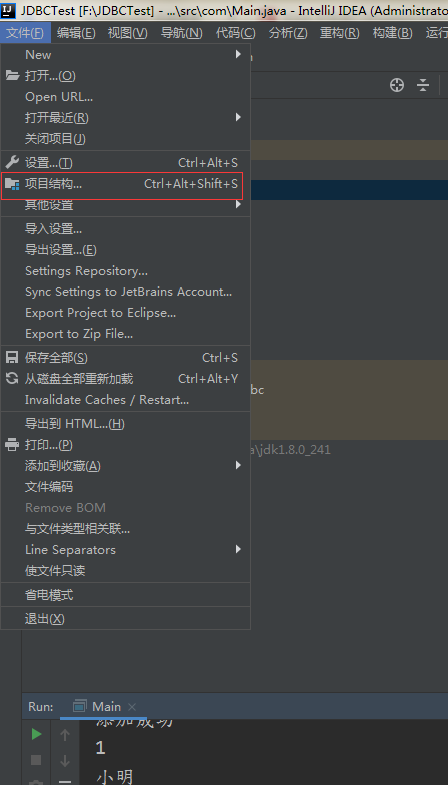 JDBCTest [F:\JDBCTest] - ...\src\com\Main.java - IntelliJ IDEA (Administrato
文件(F) 编辑(E) 视图(V) 导航(N) 代码(C) 分析(Z) 重构(R) 构建(B) 运行
New
打开...(O)
Open URL...
打开最近(R)
关闭项目(J)
设置...(T) Ctrl+Alt+S
项目结构... Ctrl+Alt+Shift+S
其他设置
导入设置...
导出设置...(E)
Settings Repository...
Sync Settings to JetBrains Account...
Export Project to Eclipse...
Export to Zip File...
保存全部(S) Ctrl+S
从磁盘全部重新加载 Ctrl+Alt+Y
Invalidate Caches / Restart...
bc
导出到 HTML...(H)
打印...(P)
a\jdk1.8.0_241
添加到收藏(A)
文件编码
Remove BOM
与文件类型相关联...
Line Separators
使文件只读
省电模式
退出(X)
Run: Main
添加成功
1
小明